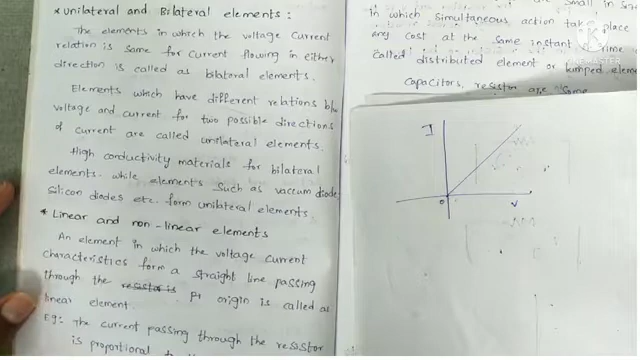 * Unilateral and Bilateral elements:
The elements in which the voltage current
relation is same for current flowing in either
direction is called as bilateral elements.
Elements which have different relations b/w
voltage and current for two possible directions
of current are called unilateral elements.
High conductivity materials for bilateral
elements. while elements such as vaccum diode,
Silicon diodes etc. form unilateral elements
* Linear and non-linear elements
An element in which the voltage current
characteristics form a straight line passing
through the resistor is P+ origin is called as
linear element.
Eg: The current passing through the resistor
is proportional
are small in
in which simultaneous action take place
any cost at the same instant
called distributed element or lumped element
Capacitors, resistor are some
I
0
V